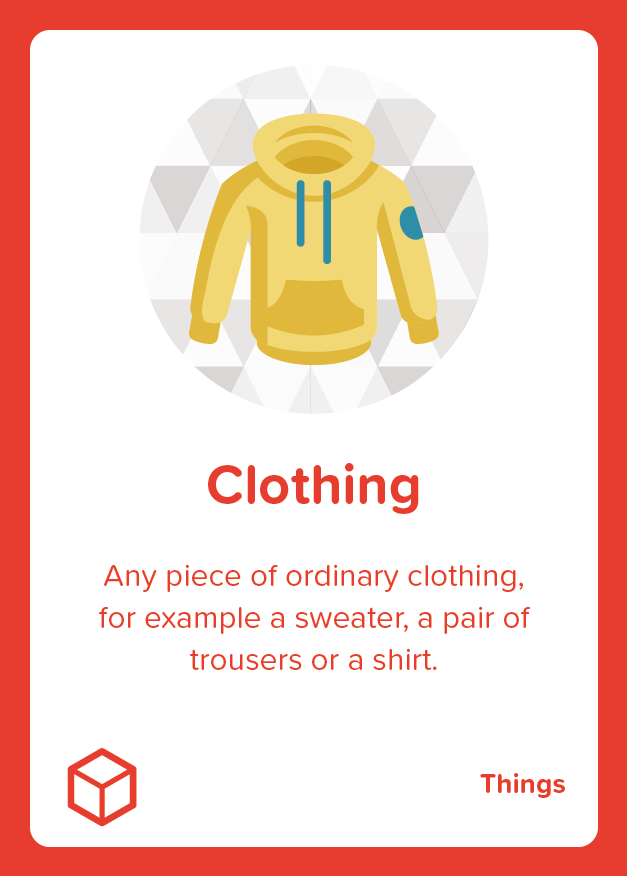 Clothing
Any piece of ordinary clothing,
for example a sweater, a pair of
trousers or a shirt.
Things